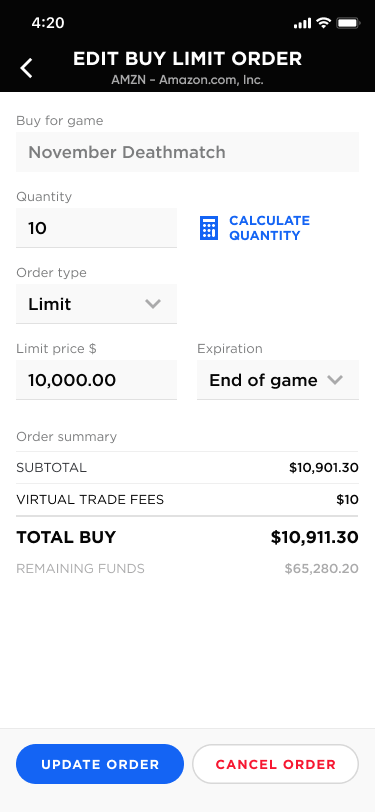 4:20
EDIT BUY LIMIT ORDER
AMZN – Amazon.com, Inc.
Buy for game
November Deathmatch
Quantity
10
CALCULATE
QUANTITY
Order type
Limit
Limit price $
Expiration
10,000.00
End of game
Order summary
SUBTOTAL $10,901.30
VIRTUAL TRADE FEES $10
TOTAL BUY $10,911.30
REMAINING FUNDS $65,280.20
UPDATE ORDER
CANCEL ORDER